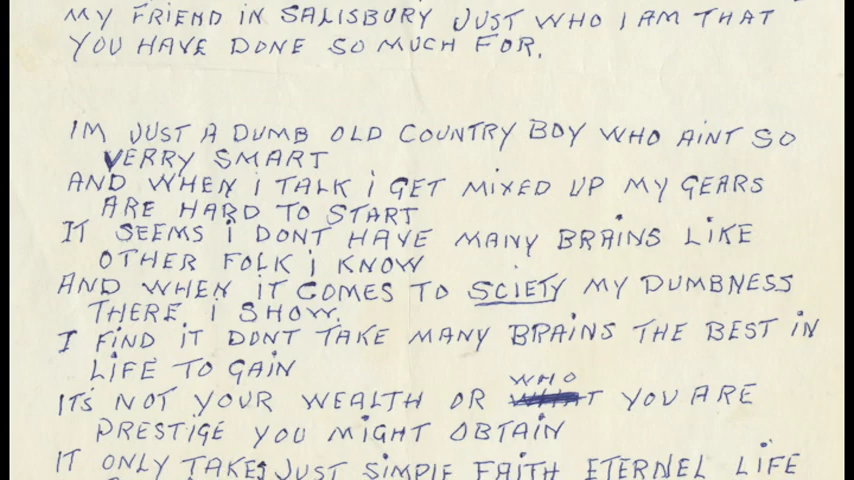 MY FRIEND IN SALISBURY JUST WHO I AM THAT
YOU HAVE DONE SO MUCH FOR.
IM JUST A DUMB OLD COUNTRY BOY WHO AINT SO
VERRY SMART
AND WHEN i TALK i GET MIXED UP MY GEARS
ARE HARD TO START
IT SEEMS i DONT HAVE MANY BRAINS LIKE
OTHER FOLK i KNOW
AND WHEN IT COMES TO SCIETY MY DUMBNESS
THERE i SHOW.
I FIND IT DONT TAKE MANY BRAINS THE BEST IN
LIFE TO GAIN
ITS NOT YOUR WEALTH OR WHO YOU ARE
PRESTIGE YOU MIGHT OBTAIN
IT ONLY TAKES JUST SIMPLE FAITH ETERNEL LIFE